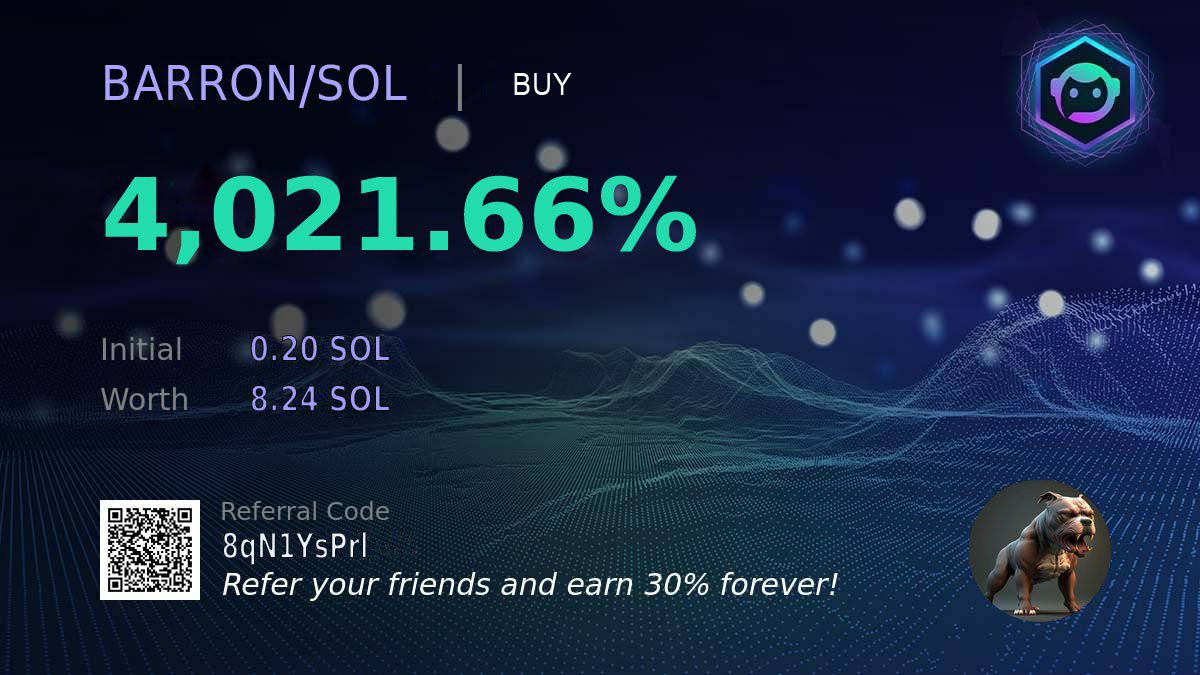 BARRON/SOL | BUY
4,021.66%
Initial 0.20 SOL
Worth 8.24 SOL
Referral Code
8qN1YsPrl
Refer your friends and earn 30% forever!